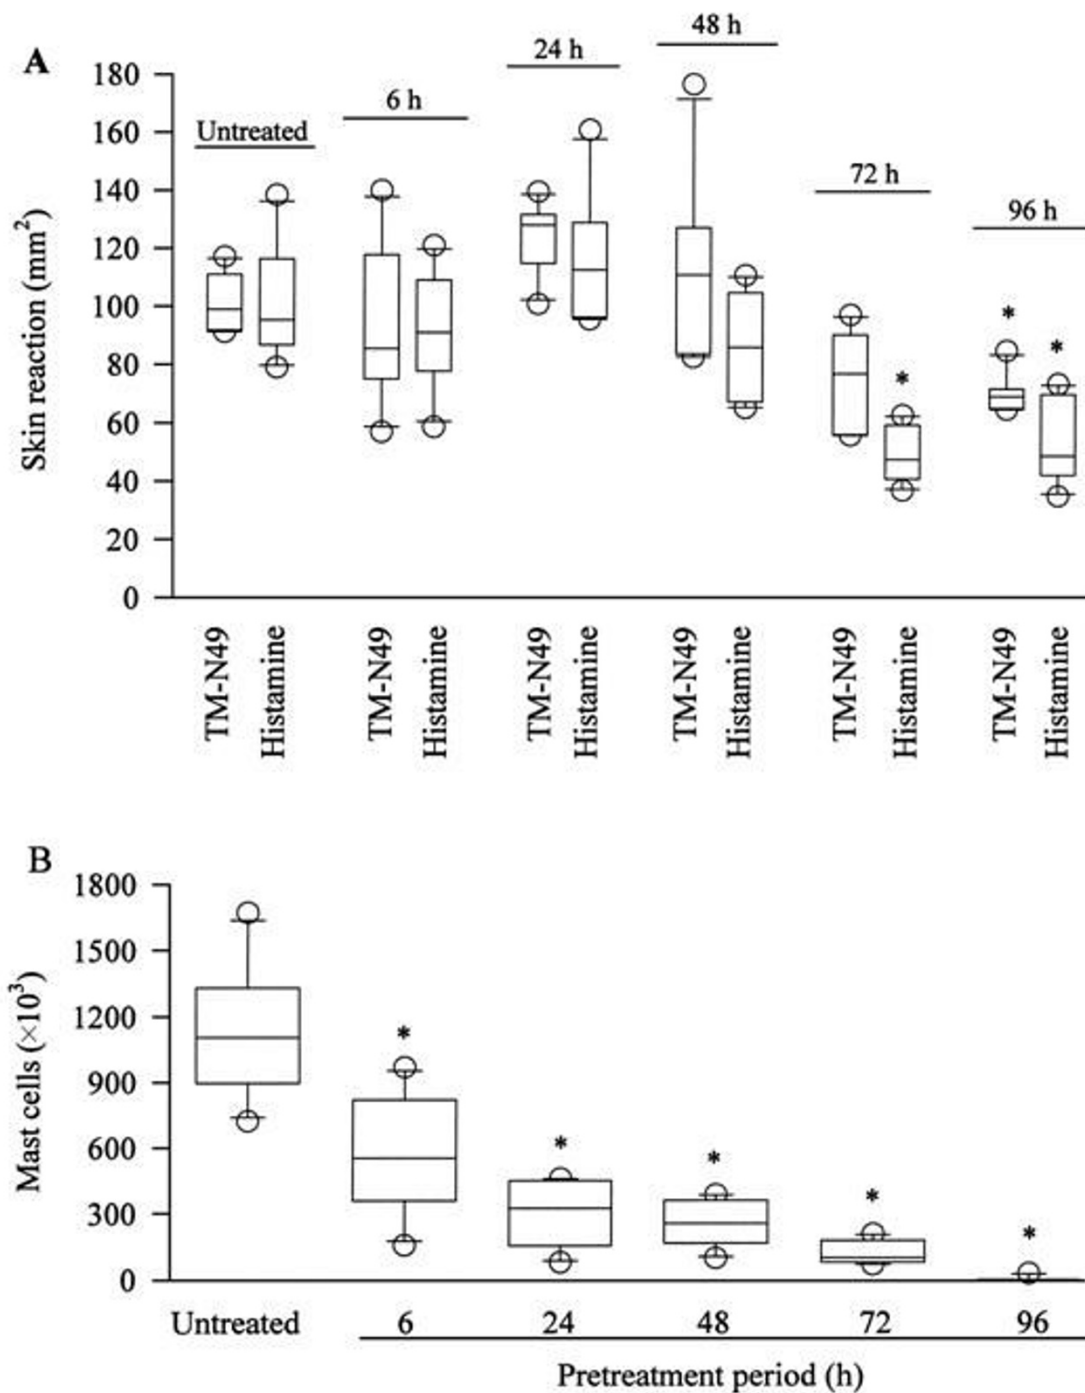 A
48 h
24 h
6 h
Untreated
72 h
96 h
180
160
140
120
100
80
60
40
20
0
Skin reaction (mm²)
* * *
TM-N49 Histamine TM-N49 Histamine TM-N49 Histamine TM-N49 Histamine TM-N49 Histamine TM-N49 Histamine
B
1800
1500
1200
900
600
300
0
Mast cells (×10³)
* * * * *
Untreated 6 24 48 72 96
Pretreatment period (h)